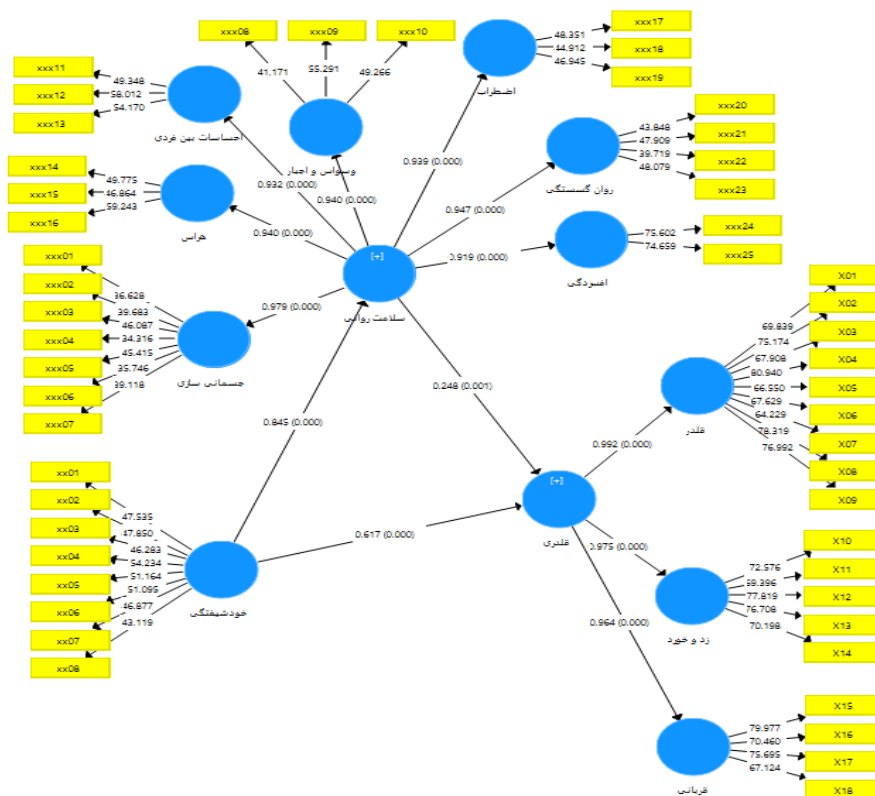 xxx08
xxx09
xxx10
41.171
55.291
49.266
وسواس و اجبار
xxx11
xxx12
xxx13
49.348
58.012
54.170
احساسات بین فردی
xxx17
xxx18
xxx19
48.351
44.912
46.945
اضطراب
xxx14
xxx15
xxx16
49.775
46.864
59.243
هراس
xxx20
xxx21
xxx22
xxx23
43.848
47.909
39.719
48.079
روان گسستگی
xxx24
xxx25
75.602
74.659
افسودگی
0.932 (0.000)
0.940 (0.000)
0.939 (0.000)
0.947 (0.000)
0.940 (0.000)
0.919 (0.000)
0.979 (0.000)
[+]
سلامت روانی
xxx01
xxx02
xxx03
xxx04
xxx05
xxx06
xxx07
36.628
39.683
46.087
34.316
45.415
35.746
39.118
جسمانی سازی
0.845 (0.000)
0.248 (0.001)
0.617 (0.000)
xx01
xx02
xx03
xx04
xx05
xx06
xx07
xx08
47.535
47.850
46.283
54.234
51.164
51.095
46.877
43.119
خودشیفتگی
[+]
قلدری
0.992 (0.000)
0.975 (0.000)
0.964 (0.000)
X01
X02
X03
X04
X05
X06
X07
X08
X09
69.839
75.174
67.908
80.940
66.550
67.629
64.229
78.319
76.992
قلدر
X10
X11
X12
X13
X14
72.576
69.396
77.819
76.708
70.198
زد و خورد
X15
X16
X17
X18
79.977
70.460
75.695
67.124
قربانی